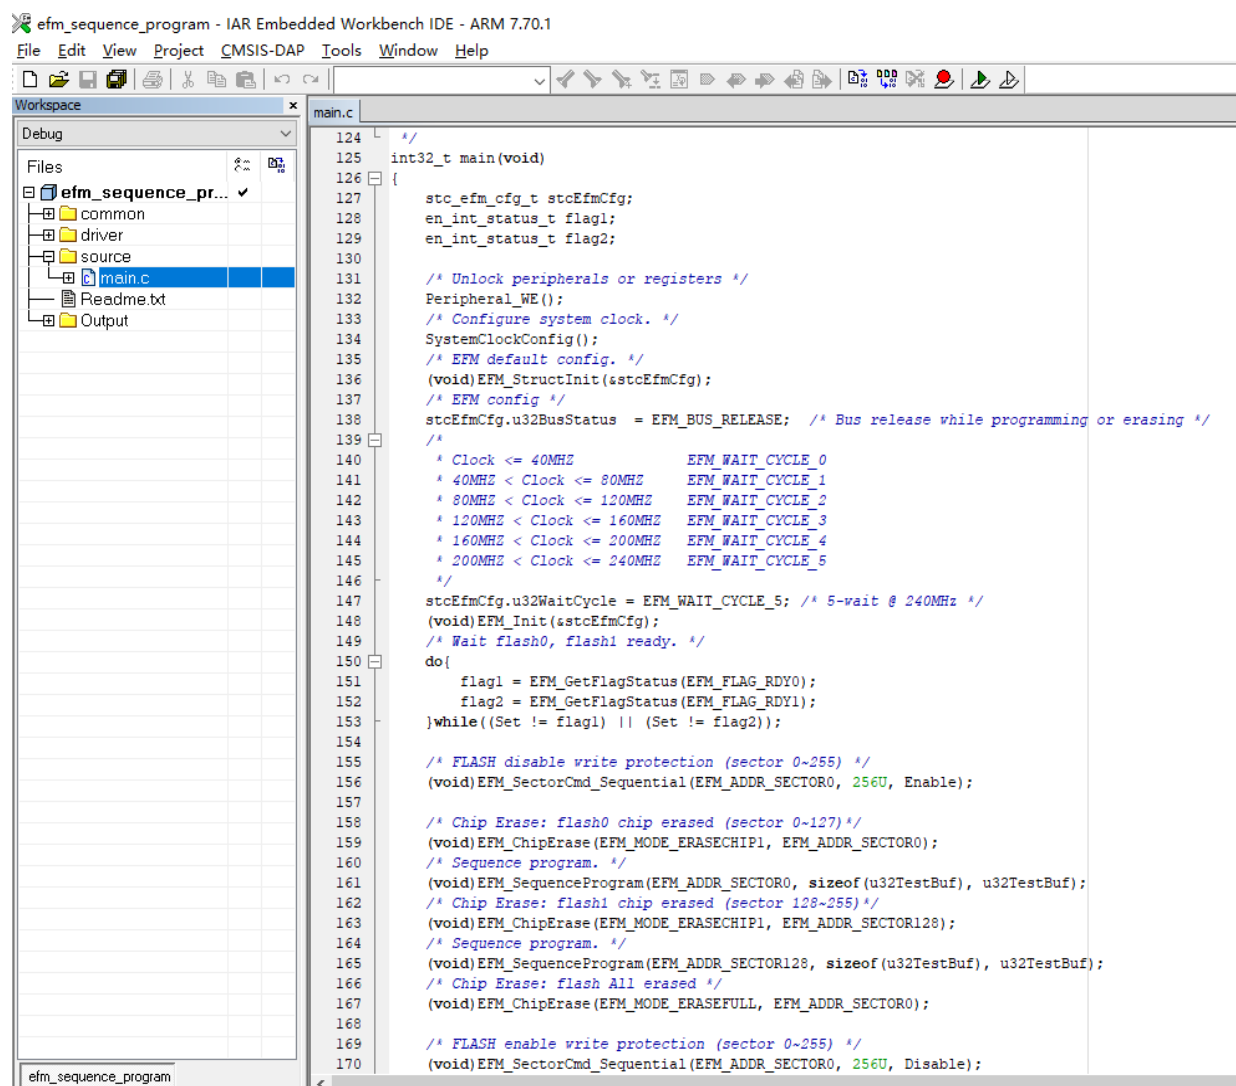 efm_sequence_program - IAR Embedded Workbench IDE - ARM 7.70.1
File Edit View Project CMSIS-DAP Tools Window Help
Workspace
Debug
Files
efm_sequence_pr...
common
driver
source
main.c
Readme.txt
Output
efm_sequence_program
main.c
124 */
125 int32_t main(void)
126 {
127 stc_efm_cfg_t stcEfmCfg;
128 en_int_status_t flag1;
129 en_int_status_t flag2;
130
131 /* Unlock peripherals or registers */
132 Peripheral_WE();
133 /* Configure system clock. */
134 SystemClockConfig();
135 /* EFM default config. */
136 (void)EFM_StructInit(&stcEfmCfg);
137 /* EFM config */
138 stcEfmCfg.u32BusStatus = EFM_BUS_RELEASE; /* Bus release while programming or erasing */
139 /*
140 * Clock <= 40MHZ EFM_WAIT_CYCLE_0
141 * 40MHZ < Clock <= 80MHZ EFM_WAIT_CYCLE_1
142 * 80MHZ < Clock <= 120MHZ EFM_WAIT_CYCLE_2
143 * 120MHZ < Clock <= 160MHZ EFM_WAIT_CYCLE_3
144 * 160MHZ < Clock <= 200MHZ EFM_WAIT_CYCLE_4
145 * 200MHZ < Clock <= 240MHZ EFM_WAIT_CYCLE_5
146 */
147 stcEfmCfg.u32WaitCycle = EFM_WAIT_CYCLE_5; /* 5-wait @ 240MHz */
148 (void)EFM_Init(&stcEfmCfg);
149 /* Wait flash0, flash1 ready. */
150 do{
151 flag1 = EFM_GetFlagStatus(EFM_FLAG_RDY0);
152 flag2 = EFM_GetFlagStatus(EFM_FLAG_RDY1);
153 }while((Set != flag1) || (Set != flag2));
154
155 /* FLASH disable write protection (sector 0~255) */
156 (void)EFM_SectorCmd_Sequential(EFM_ADDR_SECTOR0, 256U, Enable);
157
158 /* Chip Erase: flash0 chip erased (sector 0~127)*/
159 (void)EFM_ChipErase(EFM_MODE_ERASECHIP1, EFM_ADDR_SECTOR0);
160 /* Sequence program. */
161 (void)EFM_SequenceProgram(EFM_ADDR_SECTOR0, sizeof(u32TestBuf), u32TestBuf);
162 /* Chip Erase: flash1 chip erased (sector 128~255)*/
163 (void)EFM_ChipErase(EFM_MODE_ERASECHIP1, EFM_ADDR_SECTOR128);
164 /* Sequence program. */
165 (void)EFM_SequenceProgram(EFM_ADDR_SECTOR128, sizeof(u32TestBuf), u32TestBuf);
166 /* Chip Erase: flash All erased */
167 (void)EFM_ChipErase(EFM_MODE_ERASEFULL, EFM_ADDR_SECTOR0);
168
169 /* FLASH enable write protection (sector 0~255) */
170 (void)EFM_SectorCmd_Sequential(EFM_ADDR_SECTOR0, 256U, Disable);